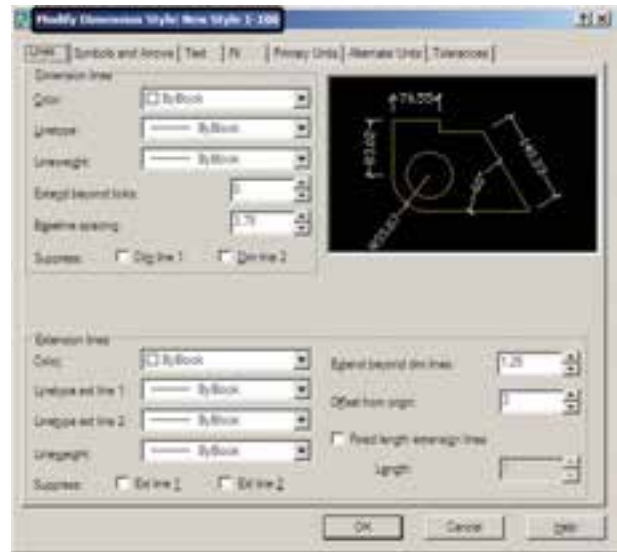 Modify Dimension Style: New Style 1-100
Lines Symbols and Arrows Text Fit Primary Units Alternate Units Tolerances
Dimension lines
Color: ByBlock
Linetype: ByBlock
Lineweight: ByBlock
Extend beyond ticks: 0
Baseline spacing: 3.75
Suppress: Dim line 1 Dim line 2
Extension lines
Color: ByBlock
Linetype ext line 1: ByBlock
Linetype ext line 2: ByBlock
Lineweight: ByBlock
Suppress: Ext line 1 Ext line 2
Extend beyond dim lines: 1.25
Offset from origin:
Fixed length extension lines
Length:
OK Cancel Help